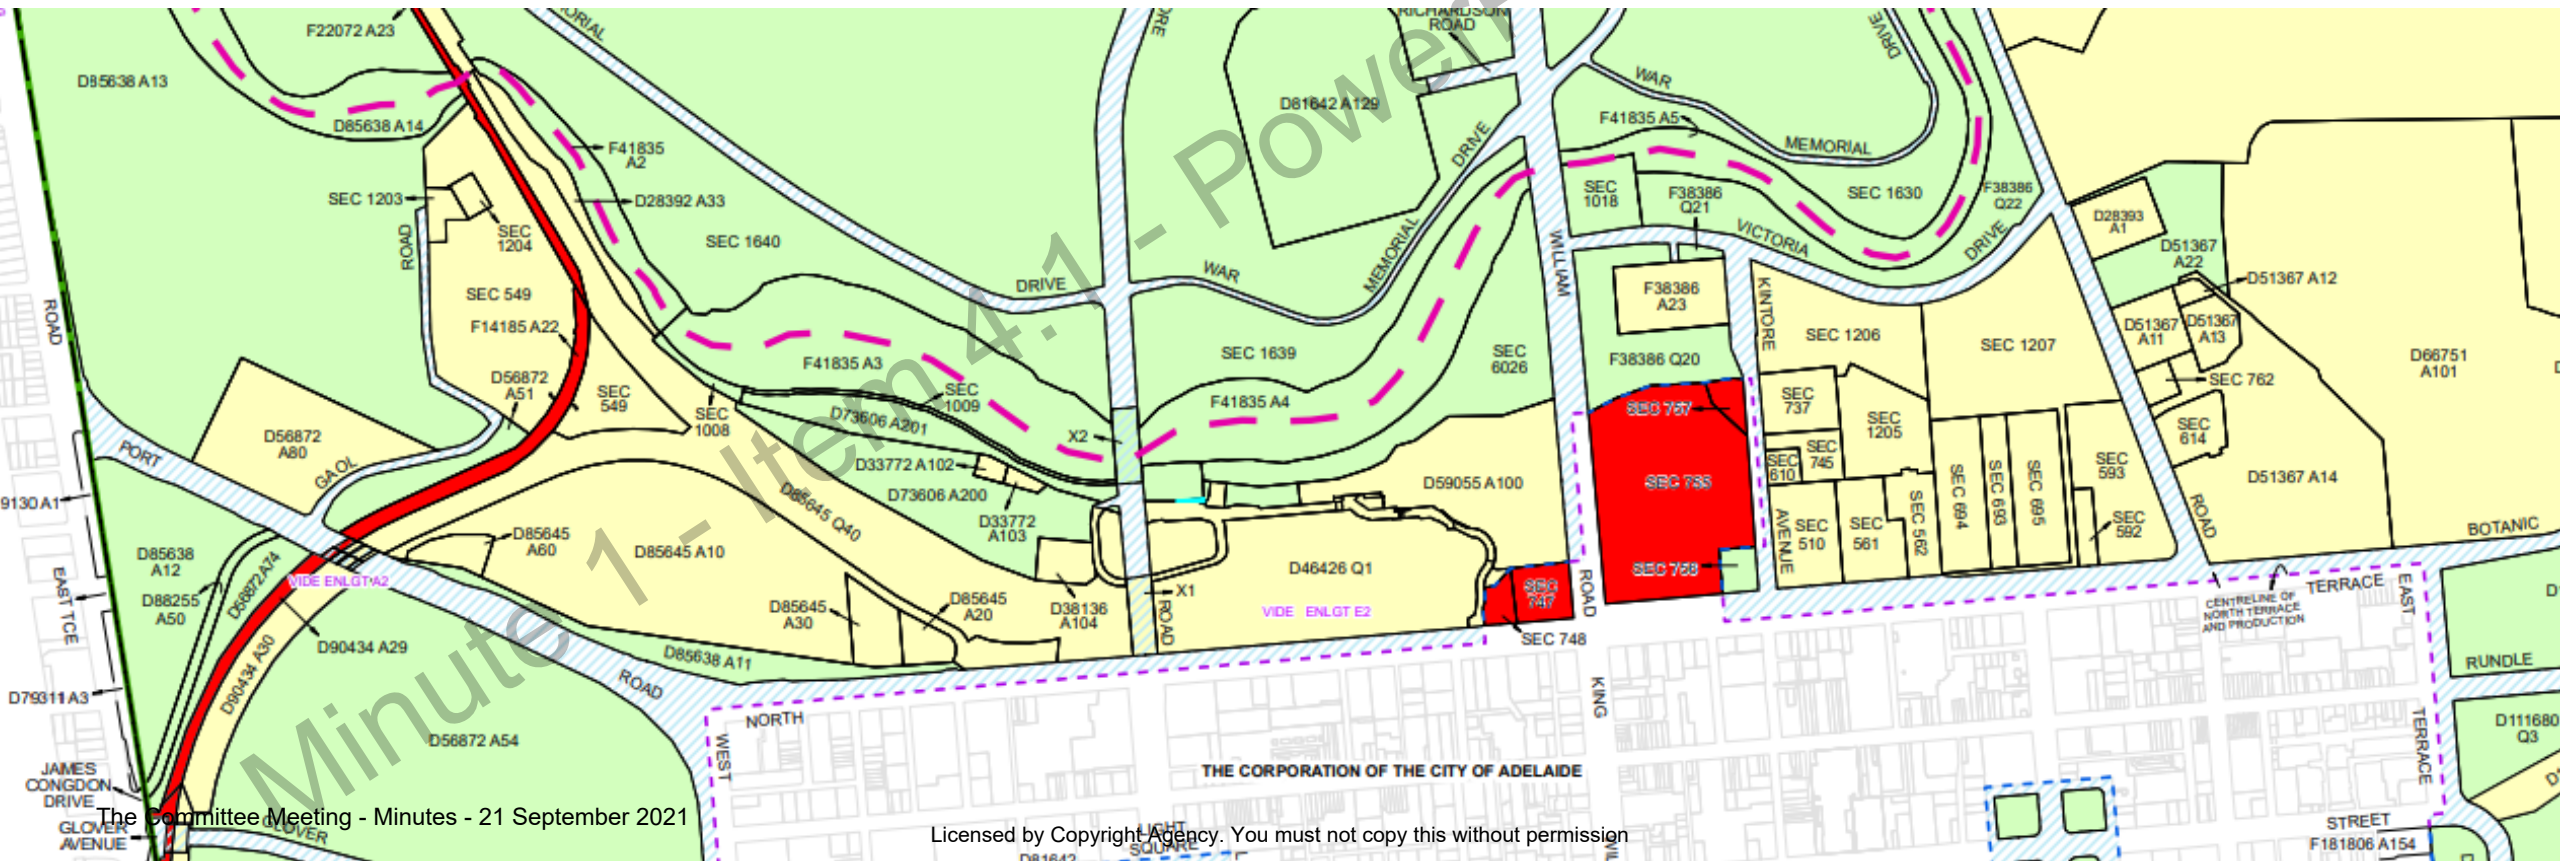 F22072 A23
D85638 A13
D85638 A14
F41835
A2
D28392 A33
SEC 1203
SEC
1204
ROAD
SEC 1640
SEC 549
F14185 A22
D56872
A51
SEC
549
SEC
1008
F41835 A3
SEC
1009
D73606 A201
D33772 A102
D73606 A200
D33772
A103
X2
DRIVE
WAR
MEMORIAL
DRIVE
D81642 A129
RICHARDSON
ROAD
SEC 1639
F41835 A4
SEC
6026
D59055 A100
WILLIAM
ROAD
KING
WAR
MEMORIAL
DRIVE
F41835 A5
SEC
1018
F38386
Q21
SEC 1630
F38386
Q22
VICTORIA
DRIVE
F38386
A23
F38386 Q20
KINTORE
AVENUE
SEC 1206
SEC 1207
SEC
737
SEC
1205
SEC
745
SEC
610
SEC
510
SEC
561
SEC 562
SEC 694
SEC 693
SEC 695
SEC
593
SEC
592
SEC 757
SEC 755
SEC 758
SEC
747
SEC 748
D28393
A1
D51367
A22
D51367 A12
D51367
A11
D51367
A13
SEC 762
SEC
614
D51367 A14
D66751
A101
ROAD
BOTANIC
TERRACE
EAST
TERRACE
CENTRELINE OF
NORTH TERRACE
AND PRODUCTION
RUNDLE
D111680
Q3
STREET
F181806 A154
ROAD
PORT
D56872
A80
GAOL
9130 A1
EAST TCE
D85638
A12
D88255
A50
D56872 A74
VIDE ENLGT A2
D79311 A3
D90434 A30
D90434 A29
D56872 A54
JAMES
CONGDON
DRIVE
GLOVER
AVENUE
GLOVER
D85645
A60
D85645 A10
D85645 Q40
D85645
A30
D85645
A20
D38136
A104
X1
ROAD
D85638 A11
ROAD
D46426 Q1
VIDE ENLGT E2
NORTH
WEST
THE CORPORATION OF THE CITY OF ADELAIDE
LIGHT
SQUARE
D81642
Minute 1 - Item 4.1 - Power
The Committee Meeting - Minutes - 21 September 2021
Licensed by Copyright Agency. You must not copy this without permission